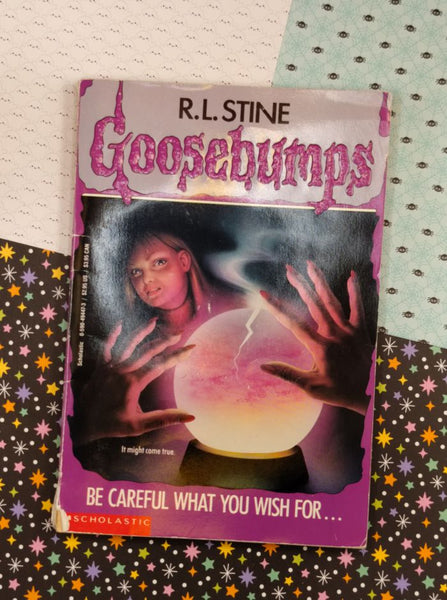 R.L. STINE
Goosebumps
It might come true.
BE CAREFUL WHAT YOU WISH FOR...
SCHOLASTIC